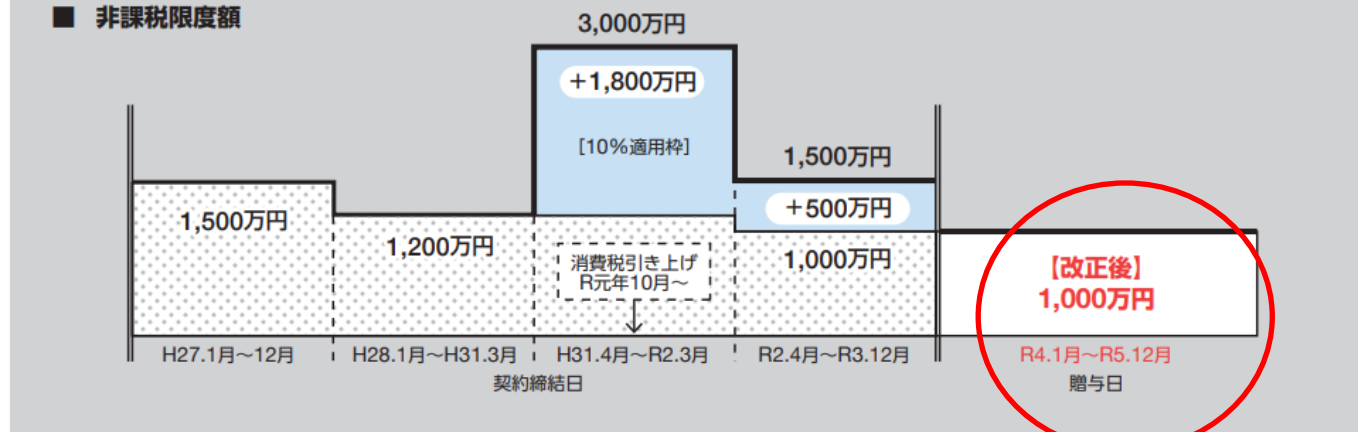 ■ 非課税限度額
3,000万円
+1,800万円
[10%適用枠]
1,500万円
+500万円
1,500万円
1,200万円
消費税引き上げ
R元年10月~
1,000万円
【改正後】
1,000万円
H27.1月~12月
H28.1月~H31.3月
H31.4月~R2.3月
R2.4月~R3.12月
R4.1月~R5.12月
契約締結日
贈与日